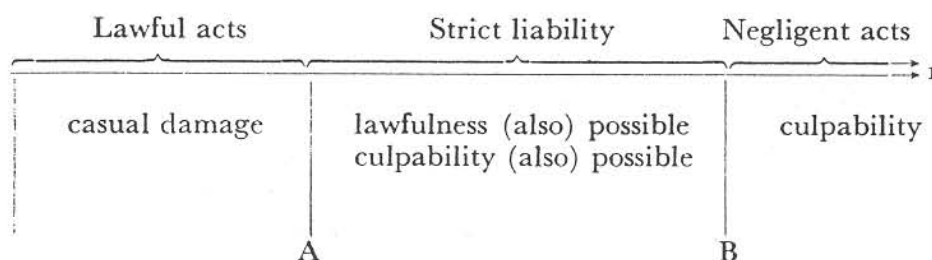 Lawful acts Strict liability Negligent acts
casual damage lawfulness (also) possible culpability
culpability (also) possible
A B